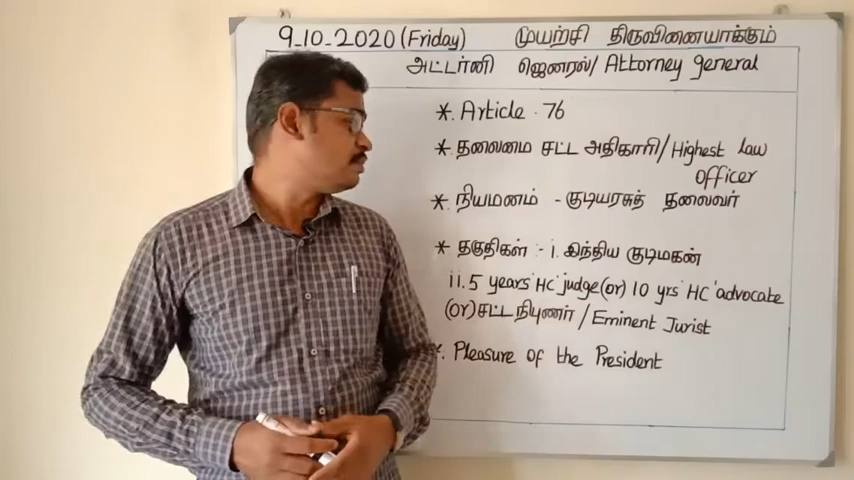 9-10-2020 (Friday) முயற்சி திருவினையாக்கும்
அட்டர்னி ஜெனரல்/ Attorney general
*. Article - 76
* தலைமை சட்ட அதிகாரி/Highest Law
officer
*. நியமனம் - குடியரசுத் தலைவர்
* தகுதிகள் :- i. இந்திய குடிமகன்
ii. 5 years HC judge (or) 10 yrs HC advocate
(or) சட்ட நிபுணர் / Eminent Jurist
*. Pleasure of the President